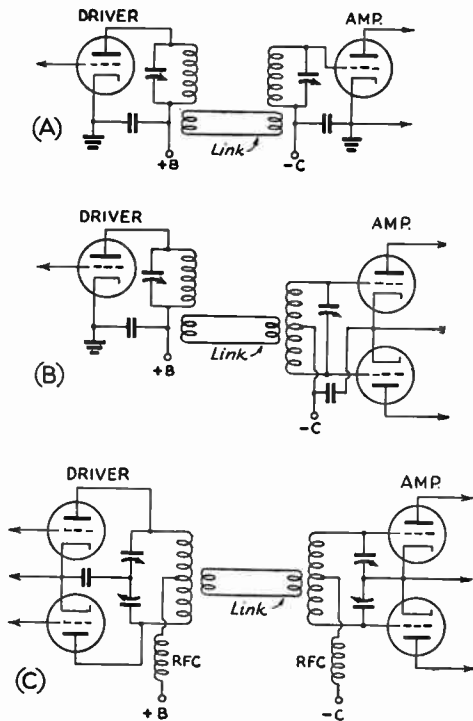 DRIVER
AMP.
(A)
Link
+B
-C
DRIVER
AMP.
(B)
Link
+B
-C
DRIVER
AMP.
Link
RFC
RFC
(C)
+B
-C